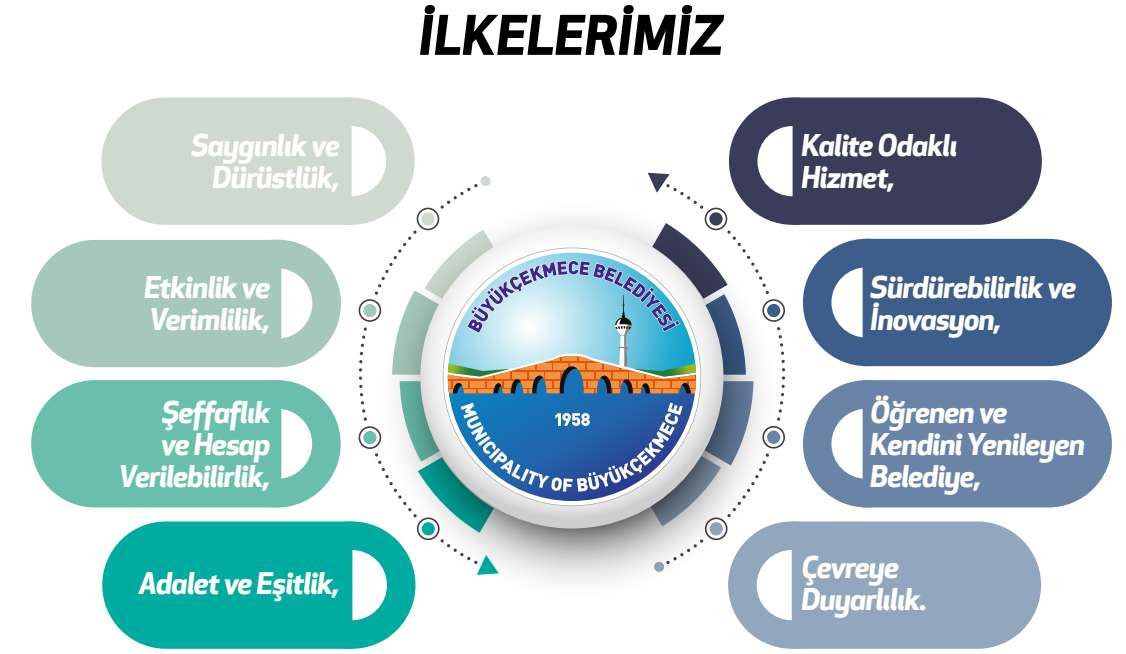 İLKELERİMİZ
Saygınlık ve
Dürüstlük,
Etkinlik ve
Verimlilik,
Şeffaflık
ve Hesap
Verilebilirlik,
Adalet ve Eşitlik,
BÜYÜKÇEKMECE BELEDİYESİ
1958
MUNICIPALITY OF BÜYÜKÇEKMECE
Kalite Odaklı
Hizmet,
Sürdürebilirlik ve
İnovasyon,
Öğrenen ve
Kendini Yenileyen
Belediye,
Çevreye
Duyarlılık.